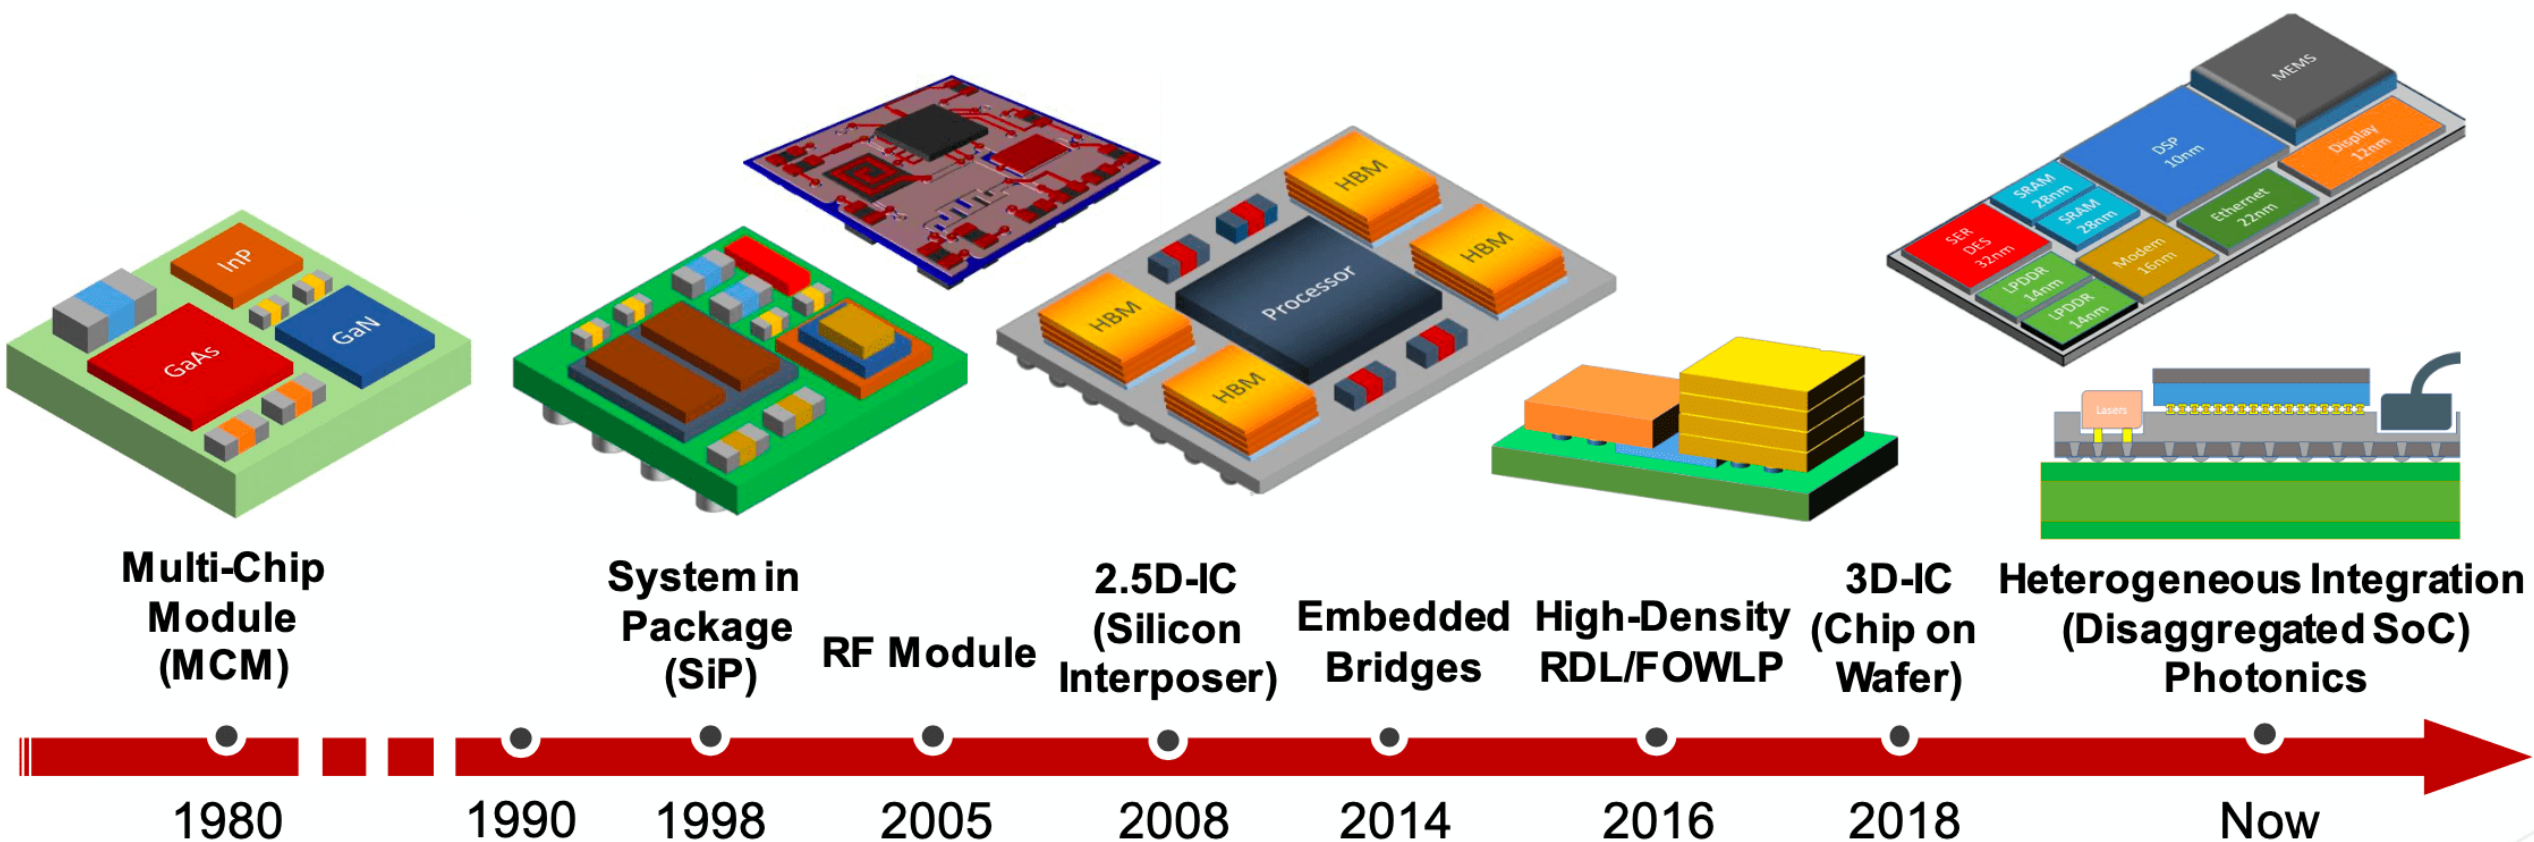 InP
GaAs
GaN
HBM
HBM
HBM
HBM
Processor
MEMS
DSP
10nm
Display
12nm
SRAM
28nm
SRAM
28nm
Ethernet
22nm
SER
DES
32nm
Modem
16nm
LPDDR
14nm
LPDDR
14nm
Lasers
Multi-Chip
Module
(MCM)
System in
Package
(SiP)
RF Module
2.5D-IC
(Silicon
Interposer)
Embedded
Bridges
High-Density
RDL/FOWLP
3D-IC
(Chip on
Wafer)
Heterogeneous Integration
(Disaggregated SoC)
Photonics
1980
1990
1998
2005
2008
2014
2016
2018
Now